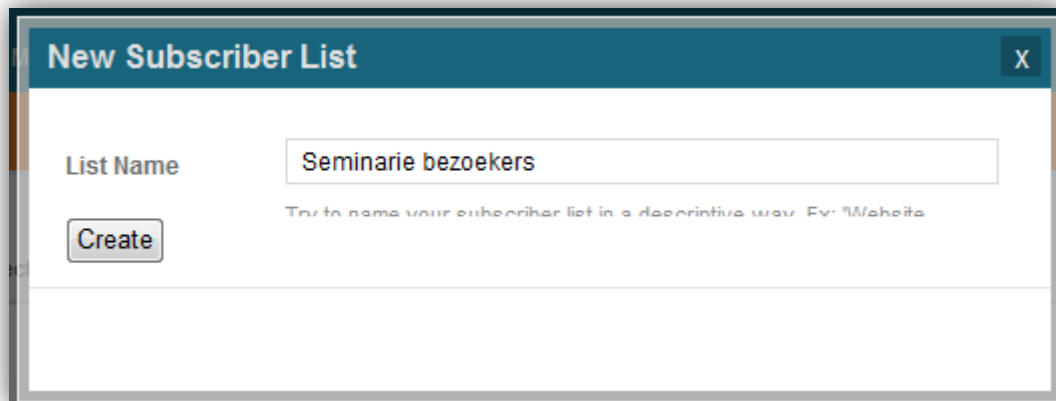 New Subscriber List
X
List Name
Seminarie bezoekers
Try to name your subscriber list in a descriptive way. Ex: "Website
Create